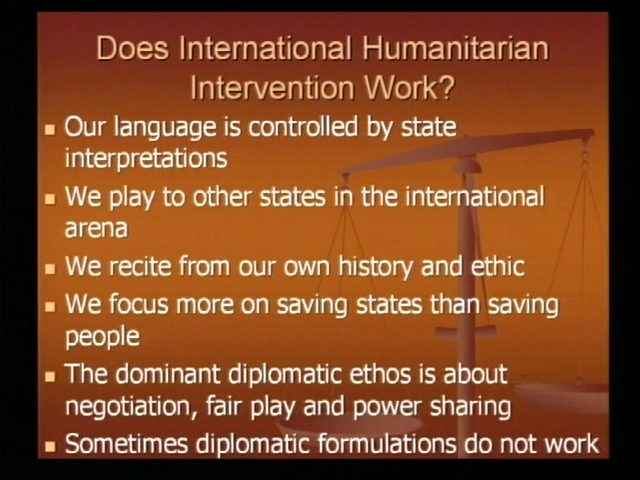 Does International Humanitarian
Intervention Work?
Our language is controlled by state
interpretations
We play to other states in the international
arena
We recite from our own history and ethic
We focus more on saving states than saving
people
The dominant diplomatic ethos is about
negotiation, fair play and power sharing
Sometimes diplomatic formulations do not work